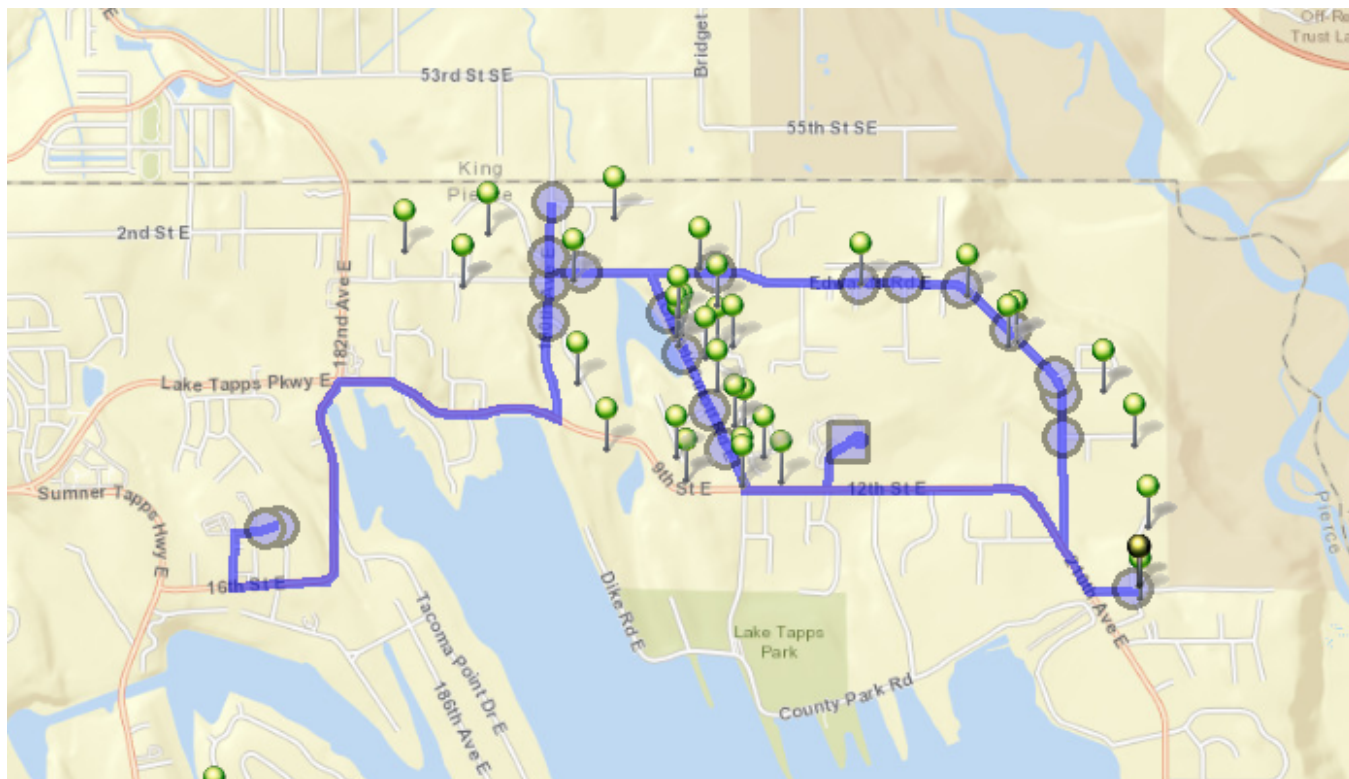 Off-Re
Trust La
Bridget
53rd St SE
55th St SE
King
Pierce
2nd St E
182nd Ave E
Edwards Rd E
Lake Tapps Pkwy E
Sumner Tapps Hwy E
9th St E
12th St E
16th St E
210th Ave E
Pierce
Dike Rd E
Tacoma Point Dr E
186th Ave E
Lake Tapps
Park
County Park Rd